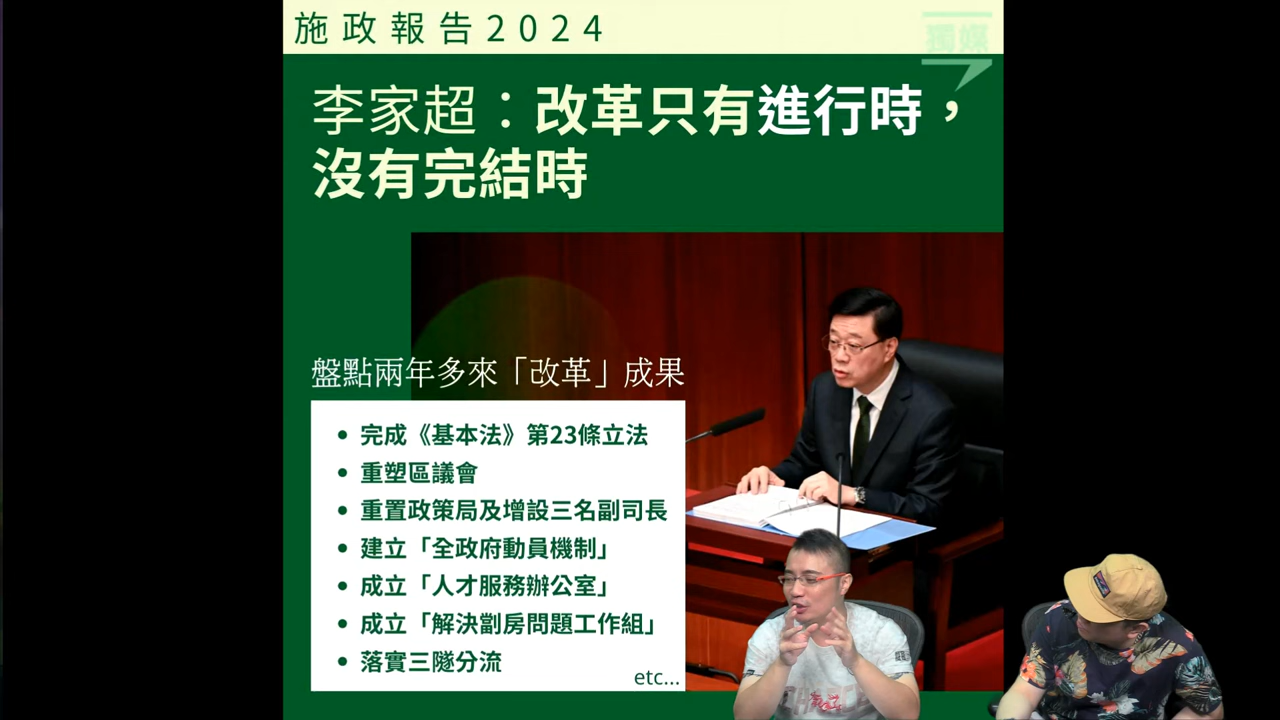 施政報告2024
獨媒
李家超：改革只有進行時，
沒有完結時
盤點兩年多來「改革」成果
• 完成《基本法》第23條立法
• 重塑區議會
• 重置政策局及增設三名副司長
• 建立「全政府動員機制」
• 成立「人才服務辦公室」
• 成立「解決劏房問題工作組」
• 落實三隧分流
etc...